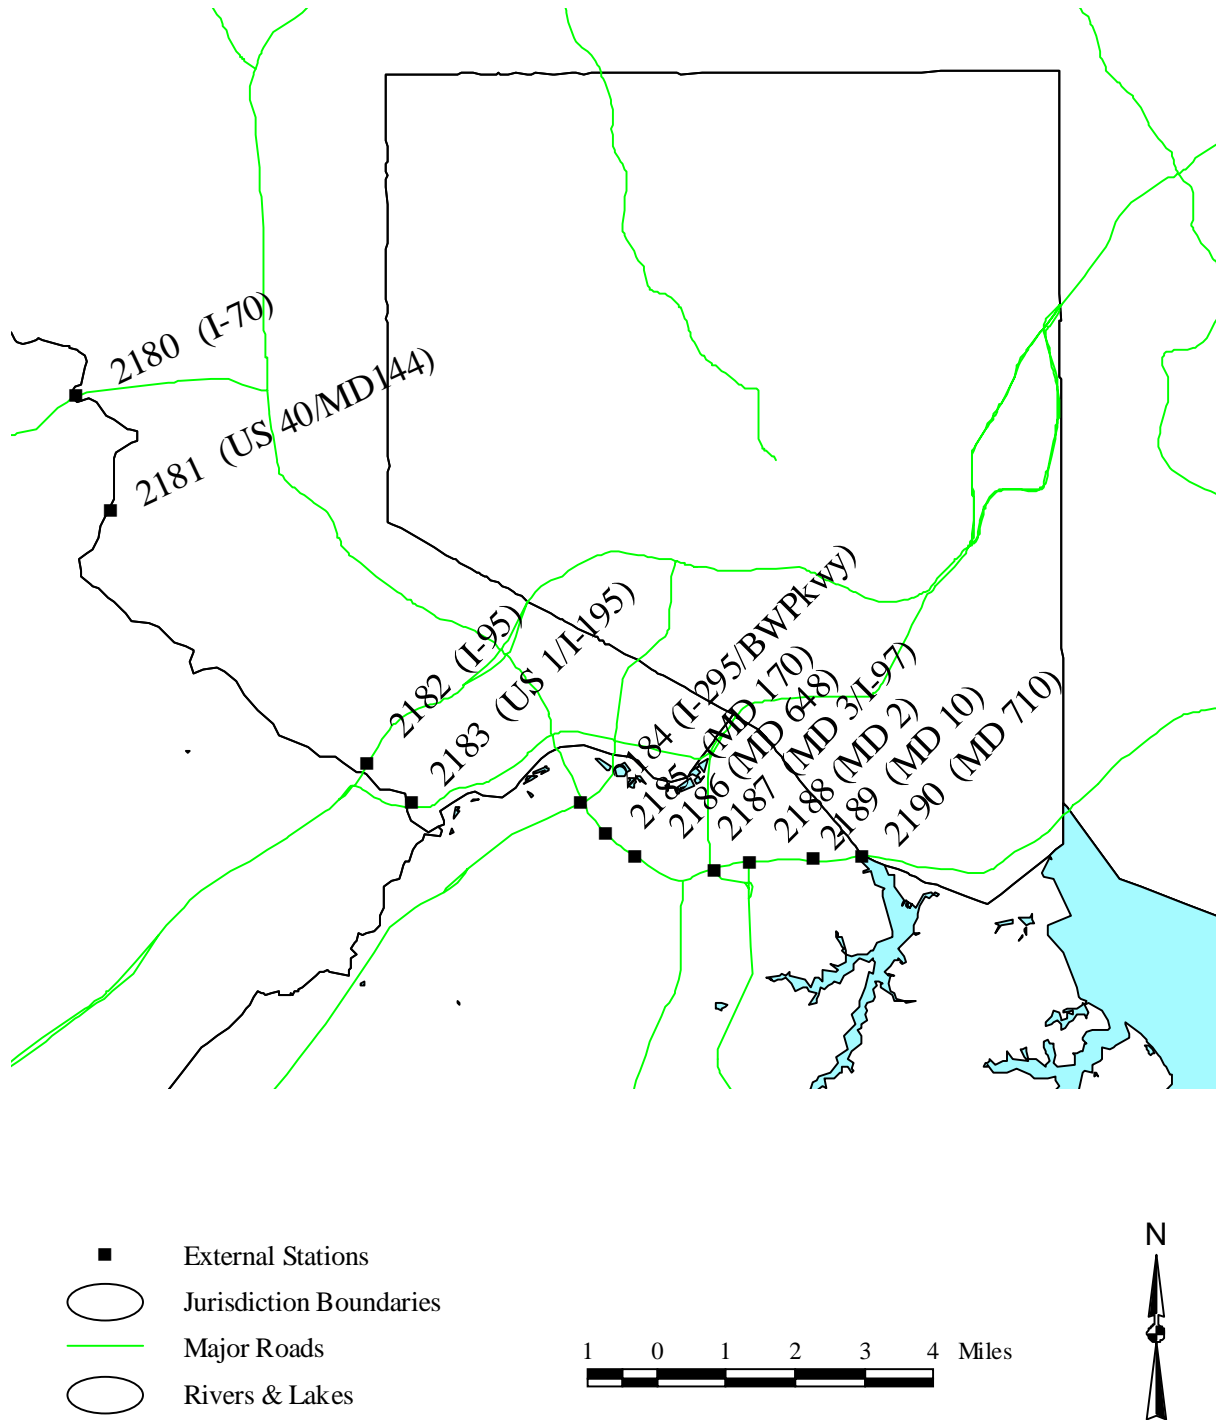 2180 (I-70)
2181 (US 40/MD144)
2182 (I-95)
2183 (US 1/I-195)
2184 (I-295/BWPkwy)
2185 (MD 170)
2186 (MD 648)
2187 (MD 3/I-97)
2188 (MD 2)
2189 (MD 10)
2190 (MD 710)
External Stations
Jurisdiction Boundaries
Major Roads
Rivers & Lakes
1 0 1 2 3 4 Miles
N